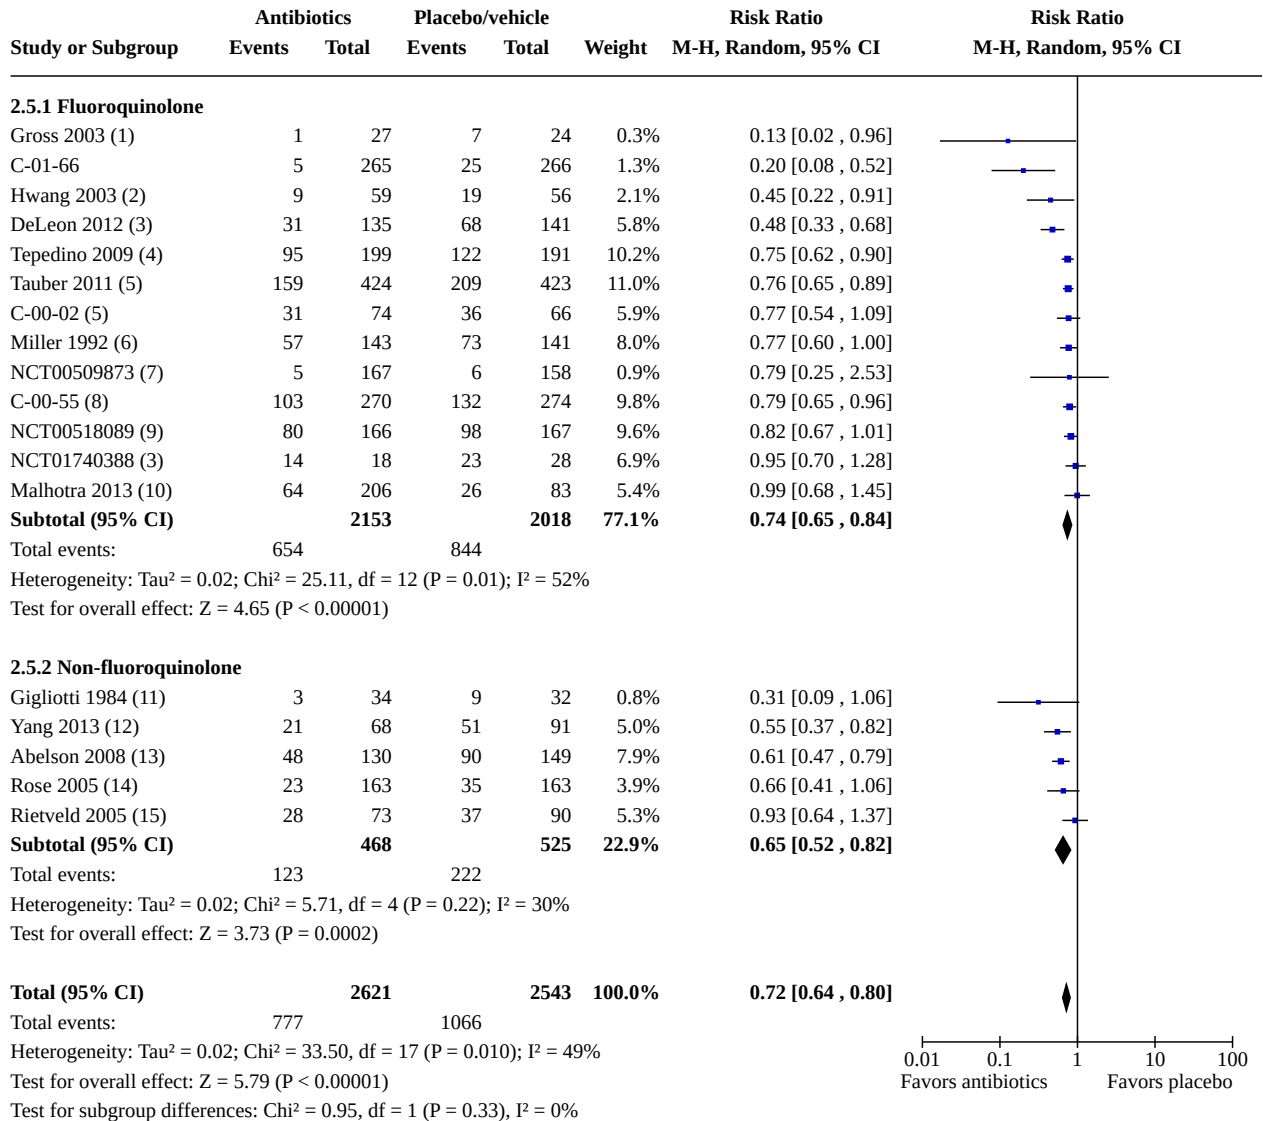 Antibiotics Placebo/vehicle Risk Ratio Risk Ratio
Study or Subgroup Events Total Events Total Weight M-H, Random, 95% CI M-H, Random, 95% CI
2.5.1 Fluoroquinolone
Gross 2003 (1) 1 27 7 24 0.3% 0.13 [0.02 , 0.96]
C-01-66 5 265 25 266 1.3% 0.20 [0.08 , 0.52]
Hwang 2003 (2) 9 59 19 56 2.1% 0.45 [0.22 , 0.91]
DeLeon 2012 (3) 31 135 68 141 5.8% 0.48 [0.33 , 0.68]
Tepedino 2009 (4) 95 199 122 191 10.2% 0.75 [0.62 , 0.90]
Tauber 2011 (5) 159 424 209 423 11.0% 0.76 [0.65 , 0.89]
C-00-02 (5) 31 74 36 66 5.9% 0.77 [0.54 , 1.09]
Miller 1992 (6) 57 143 73 141 8.0% 0.77 [0.60 , 1.00]
NCT00509873 (7) 5 167 6 158 0.9% 0.79 [0.25 , 2.53]
C-00-55 (8) 103 270 132 274 9.8% 0.79 [0.65 , 0.96]
NCT00518089 (9) 80 166 98 167 9.6% 0.82 [0.67 , 1.01]
NCT01740388 (3) 14 18 23 28 6.9% 0.95 [0.70 , 1.28]
Malhotra 2013 (10) 64 206 26 83 5.4% 0.99 [0.68 , 1.45]
Subtotal (95% CI) 2153 2018 77.1% 0.74 [0.65 , 0.84]
Total events: 654 844
Heterogeneity: Tau² = 0.02; Chi² = 25.11, df = 12 (P = 0.01); I² = 52%
Test for overall effect: Z = 4.65 (P < 0.00001)
2.5.2 Non-fluoroquinolone
Gigliotti 1984 (11) 3 34 9 32 0.8% 0.31 [0.09 , 1.06]
Yang 2013 (12) 21 68 51 91 5.0% 0.55 [0.37 , 0.82]
Abelson 2008 (13) 48 130 90 149 7.9% 0.61 [0.47 , 0.79]
Rose 2005 (14) 23 163 35 163 3.9% 0.66 [0.41 , 1.06]
Rietveld 2005 (15) 28 73 37 90 5.3% 0.93 [0.64 , 1.37]
Subtotal (95% CI) 468 525 22.9% 0.65 [0.52 , 0.82]
Total events: 123 222
Heterogeneity: Tau² = 0.02; Chi² = 5.71, df = 4 (P = 0.22); I² = 30%
Test for overall effect: Z = 3.73 (P = 0.0002)
Total (95% CI) 2621 2543 100.0% 0.72 [0.64 , 0.80]
Total events: 777 1066
Heterogeneity: Tau² = 0.02; Chi² = 33.50, df = 17 (P = 0.010); I² = 49%
0.01 0.1 1 10 100
Test for overall effect: Z = 5.79 (P < 0.00001) Favors antibiotics Favors placebo
Test for subgroup differences: Chi² = 0.95, df = 1 (P = 0.33), I² = 0%